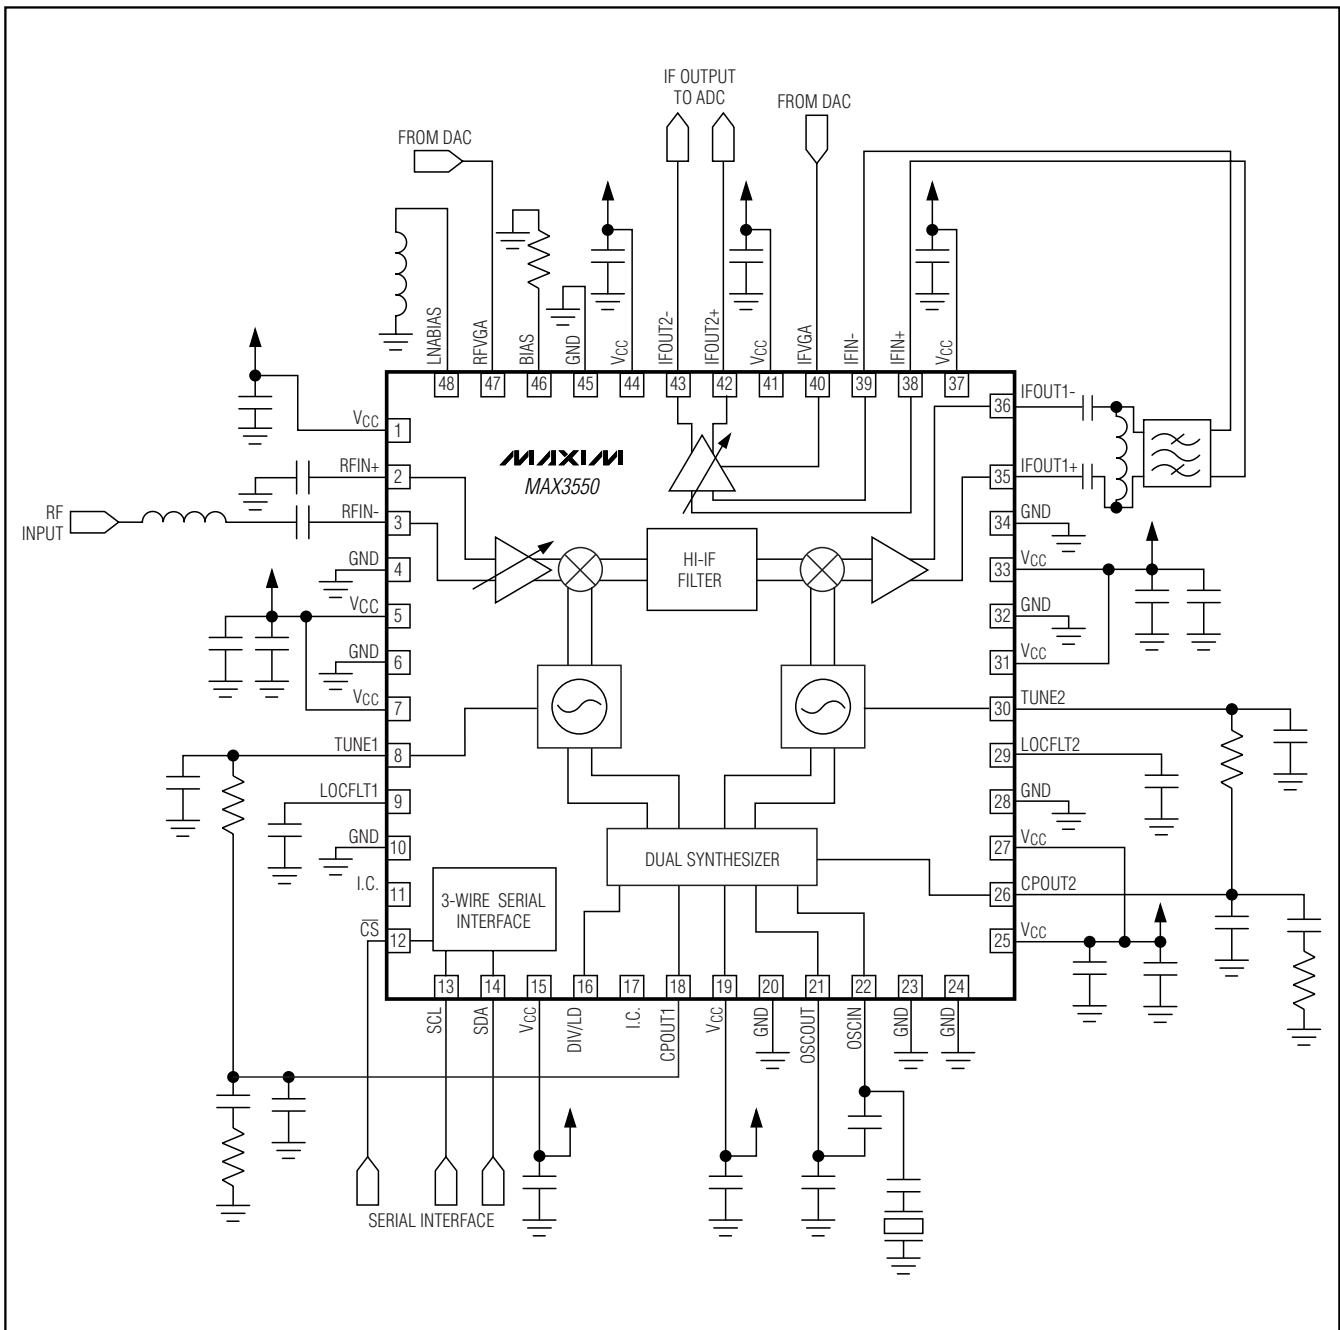 IF OUTPUT
TO ADC
FROM DAC
FROM DAC
LNABIAS
RFVGA
BIAS
GND
VCC
IFOUT2-
IFOUT2+
VCC
IFVGA
IFIN-
IFIN+
VCC
48
47
46
45
44
43
42
41
40
39
38
37
VCC
1
RFIN+
2
RF
INPUT
RFIN-
3
GND
4
VCC
5
GND
6
VCC
7
TUNE1
8
LOCFLT1
9
GND
10
I.C.
11
C̅S̅
12
MAXIM
MAX3550
HI-IF
FILTER
DUAL SYNTHESIZER
3-WIRE SERIAL
INTERFACE
36
IFOUT1-
35
IFOUT1+
34
GND
33
VCC
32
GND
31
VCC
30
TUNE2
29
LOCFLT2
28
GND
27
VCC
26
CPOUT2
25
VCC
13
14
15
16
17
18
19
20
21
22
23
24
SCL
SDA
VCC
DIV/LD
I.C.
CPOUT1
VCC
GND
OSCOUT
OSCIN
GND
GND
SERIAL INTERFACE